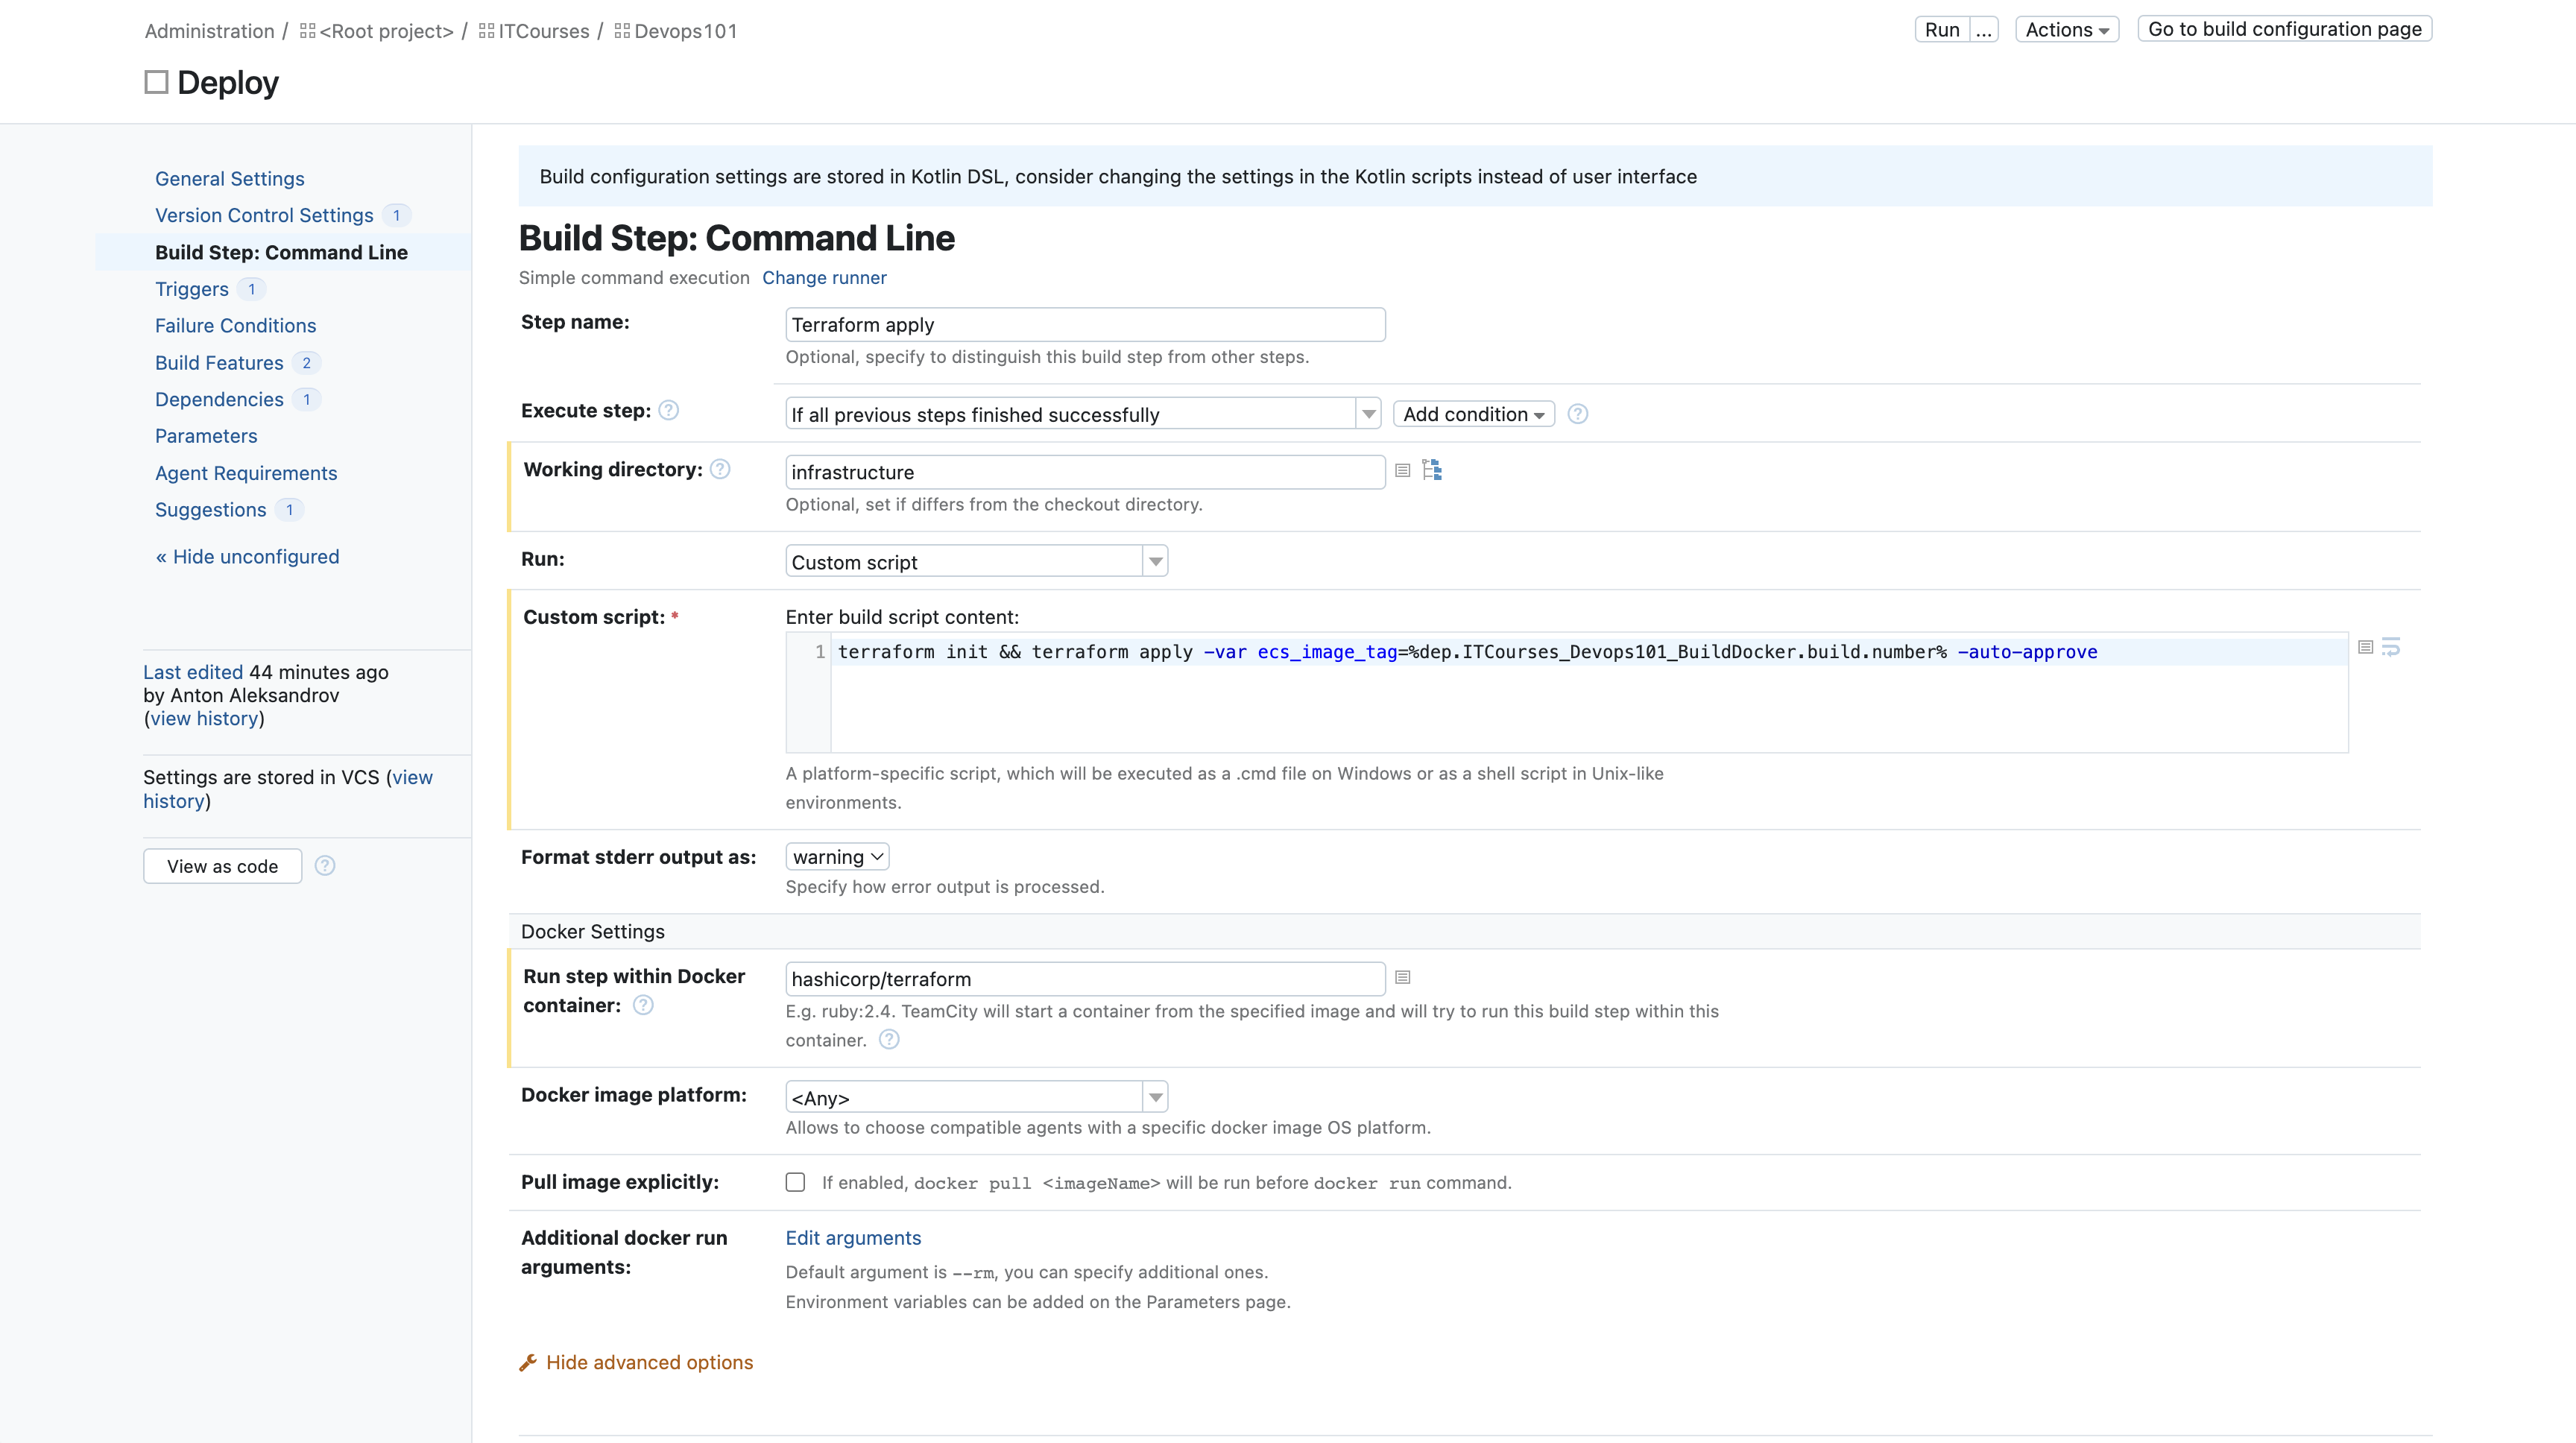 Administration / <Root project> / ITCourses / Devops101
Run ... Actions Go to build configuration page
Deploy
General Settings
Version Control Settings 1
Build Step: Command Line
Triggers 1
Failure Conditions
Build Features 2
Dependencies 1
Parameters
Agent Requirements
Suggestions 1
« Hide unconfigured
Last edited 44 minutes ago
by Anton Aleksandrov
(view history)
Settings are stored in VCS (view
history)
View as code ?
Build configuration settings are stored in Kotlin DSL, consider changing the settings in the Kotlin scripts instead of user interface
Build Step: Command Line
Simple command execution Change runner
Step name: Terraform apply
Optional, specify to distinguish this build step from other steps.
Execute step: ? If all previous steps finished successfully Add condition ?
Working directory: ? infrastructure
Optional, set if differs from the checkout directory.
Run: Custom script
Custom script: * Enter build script content:
1 terraform init && terraform apply -var ecs_image_tag=%dep.ITCourses_Devops101_BuildDocker.build.number% -auto-approve
A platform-specific script, which will be executed as a .cmd file on Windows or as a shell script in Unix-like
environments.
Format stderr output as: warning
Specify how error output is processed.
Docker Settings
Run step within Docker
container: ? hashicorp/terraform
E.g. ruby:2.4. TeamCity will start a container from the specified image and will try to run this build step within this
container. ?
Docker image platform: <Any>
Allows to choose compatible agents with a specific docker image OS platform.
Pull image explicitly: If enabled, docker pull <imageName> will be run before docker run command.
Additional docker run
arguments: Edit arguments
Default argument is --rm, you can specify additional ones.
Environment variables can be added on the Parameters page.
Hide advanced options